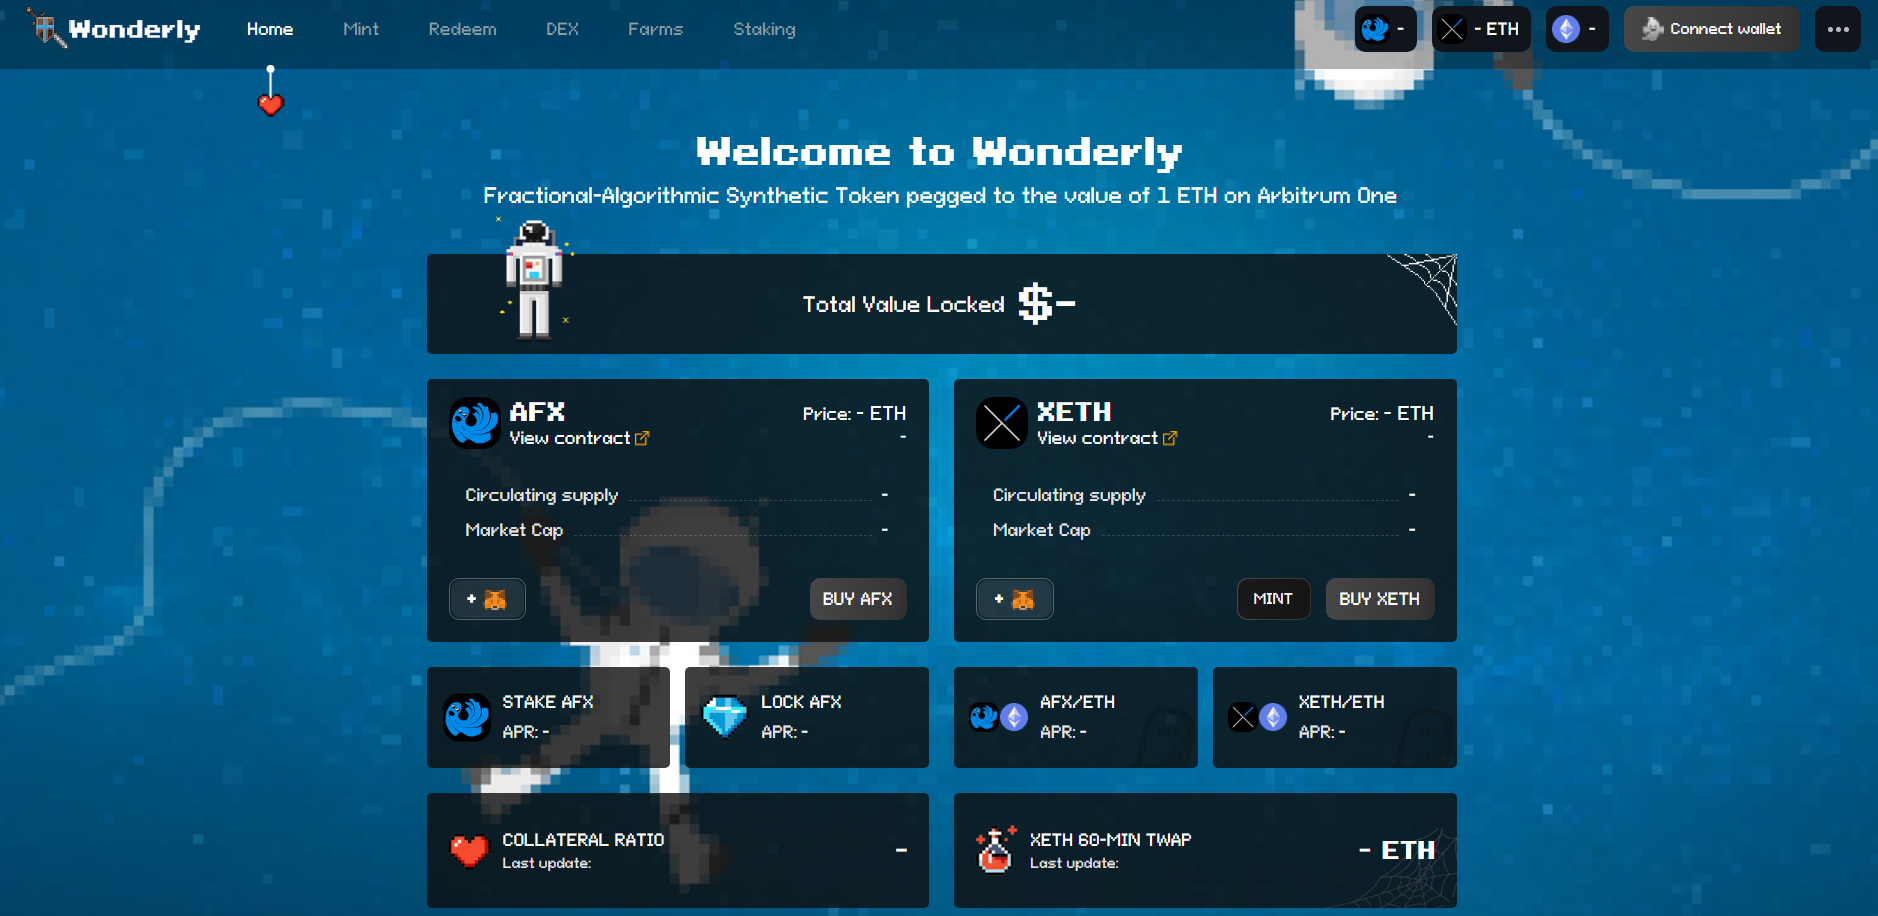 Wonderly
Home
Mint
Redeem
DEX
Farms
Staking
-
- ETH
-
Connect wallet
Welcome to Wonderly
Fractional-Algorithmic Synthetic Token pegged to the value of 1 ETH on Arbitrum One
Total Value Locked $-
AFX
View contract
Price: - ETH
-
Circulating supply -
Market Cap -
+
BUY AFX
XETH
View contract
Price: - ETH
-
Circulating supply -
Market Cap -
+
MINT
BUY XETH
STAKE AFX
APR: -
LOCK AFX
APR: -
AFX/ETH
APR: -
XETH/ETH
APR: -
COLLATERAL RATIO
Last update:
-
XETH 60-MIN TWAP
Last update:
- ETH